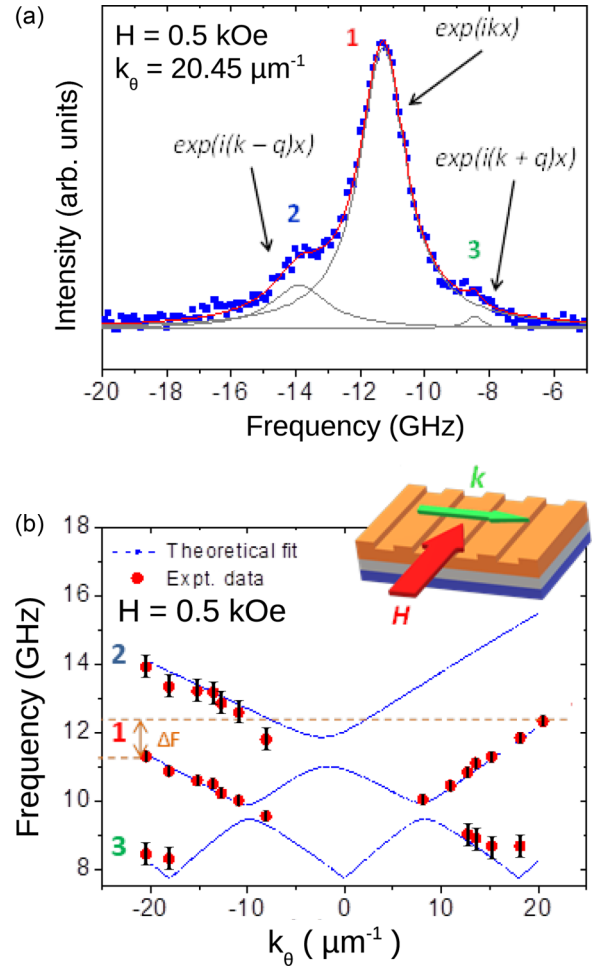 (a)
H = 0.5 kOe
k_θ = 20.45 µm⁻¹
1
exp(ikx)
exp(i(k − q)x)
exp(i(k + q)x)
2
3
Intensity (arb. units)
-20 -18 -16 -14 -12 -10 -8 -6
Frequency (GHz)
(b)
k
H
18
Theoretical fit
Expt. data
16
H = 0.5 kOe
2
14
12
1
ΔF
10
3
8
Frequency (GHz)
-20 -10 0 10 20
k_θ ( µm⁻¹)